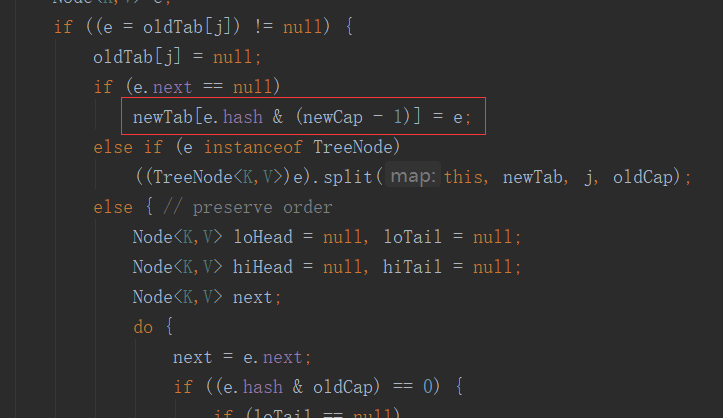 Node<K,V> e;
if ((e = oldTab[j]) != null) {
oldTab[j] = null;
if (e.next == null)
newTab[e.hash & (newCap - 1)] = e;
else if (e instanceof TreeNode)
((TreeNode<K,V>)e).split( map: this, newTab, j, oldCap);
else { // preserve order
Node<K,V> loHead = null, loTail = null;
Node<K,V> hiHead = null, hiTail = null;
Node<K,V> next;
do {
next = e.next;
if ((e.hash & oldCap) == 0) {
if (loTail == null)